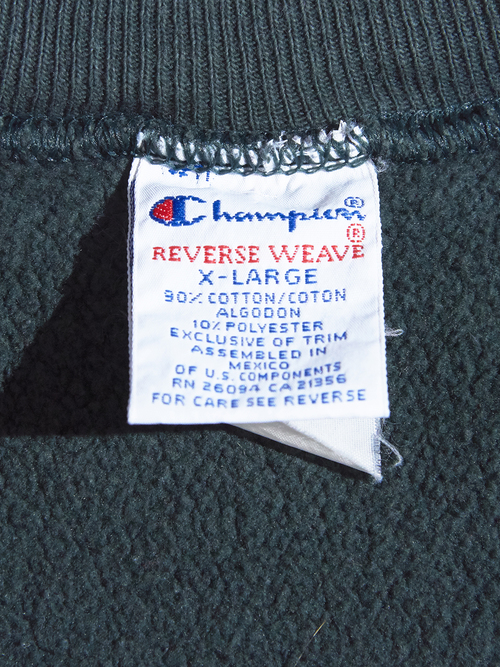 Champion®
REVERSE WEAVE®
X-LARGE
90% COTTON/COTON
ALGODON
10% POLYESTER
EXCLUSIVE OF TRIM
ASSEMBLED IN
MEXICO
OF U.S. COMPONENTS
RN 26094 CA 21356
FOR CARE SEE REVERSE